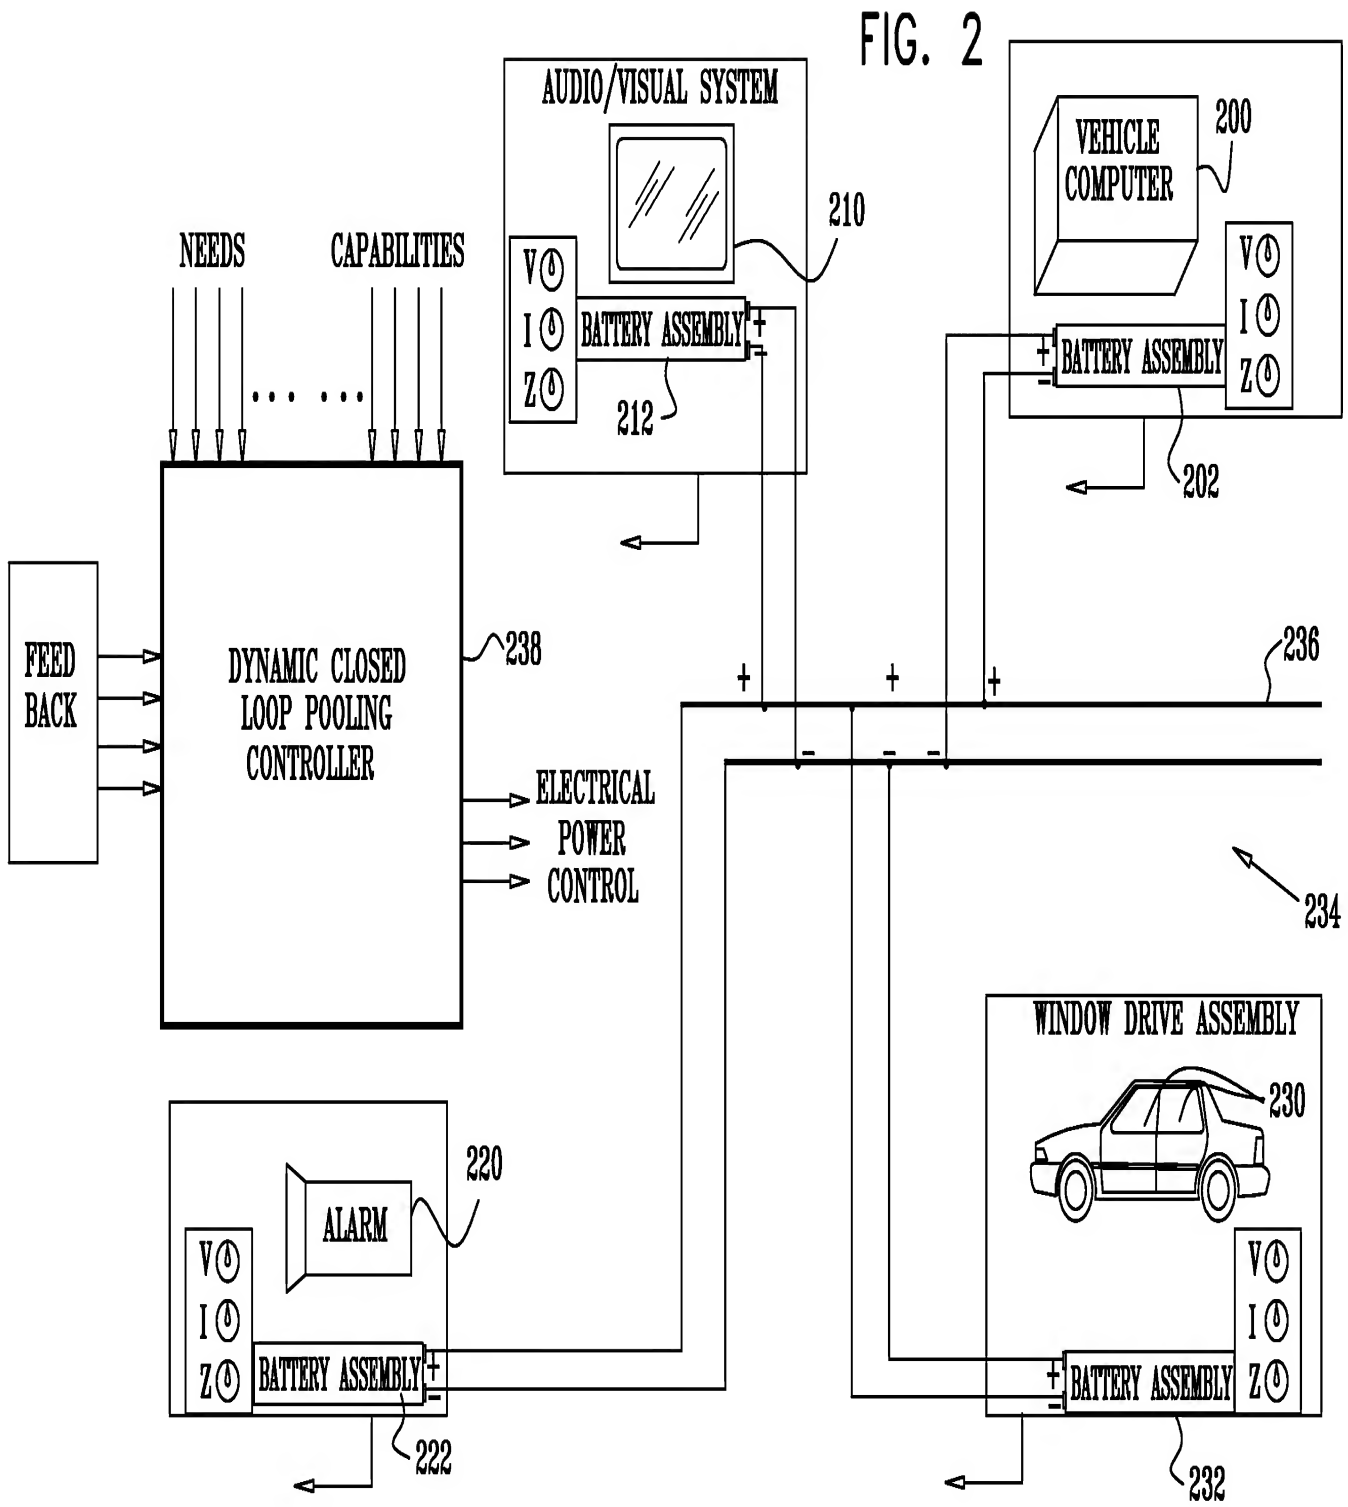 FIG. 2
AUDIO/VISUAL SYSTEM
210
V
I
Z
BATTERY ASSEMBLY
+
-
212
VEHICLE
COMPUTER
200
V
I
Z
BATTERY ASSEMBLY
+
-
202
NEEDS
CAPABILITIES
.... ...
FEED
BACK
DYNAMIC CLOSED
LOOP POOLING
CONTROLLER
238
ELECTRICAL
POWER
CONTROL
+
+
+
236
-
-
-
234
ALARM
220
V
I
Z
BATTERY ASSEMBLY
+
-
222
WINDOW DRIVE ASSEMBLY
230
V
I
Z
BATTERY ASSEMBLY
+
-
232